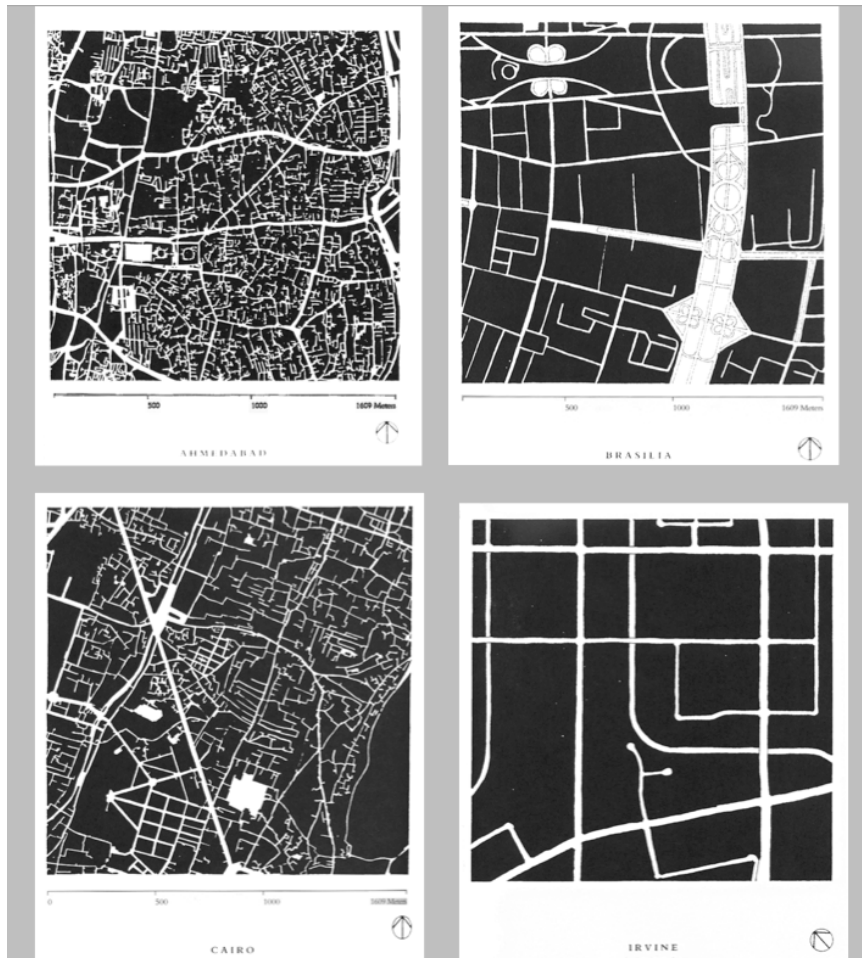 500 1000 1609 Meters
AHMEDABAD
500 1000 1609 Meters
BRASILIA
0 500 1000 1609 Meters
CAIRO
IRVINE